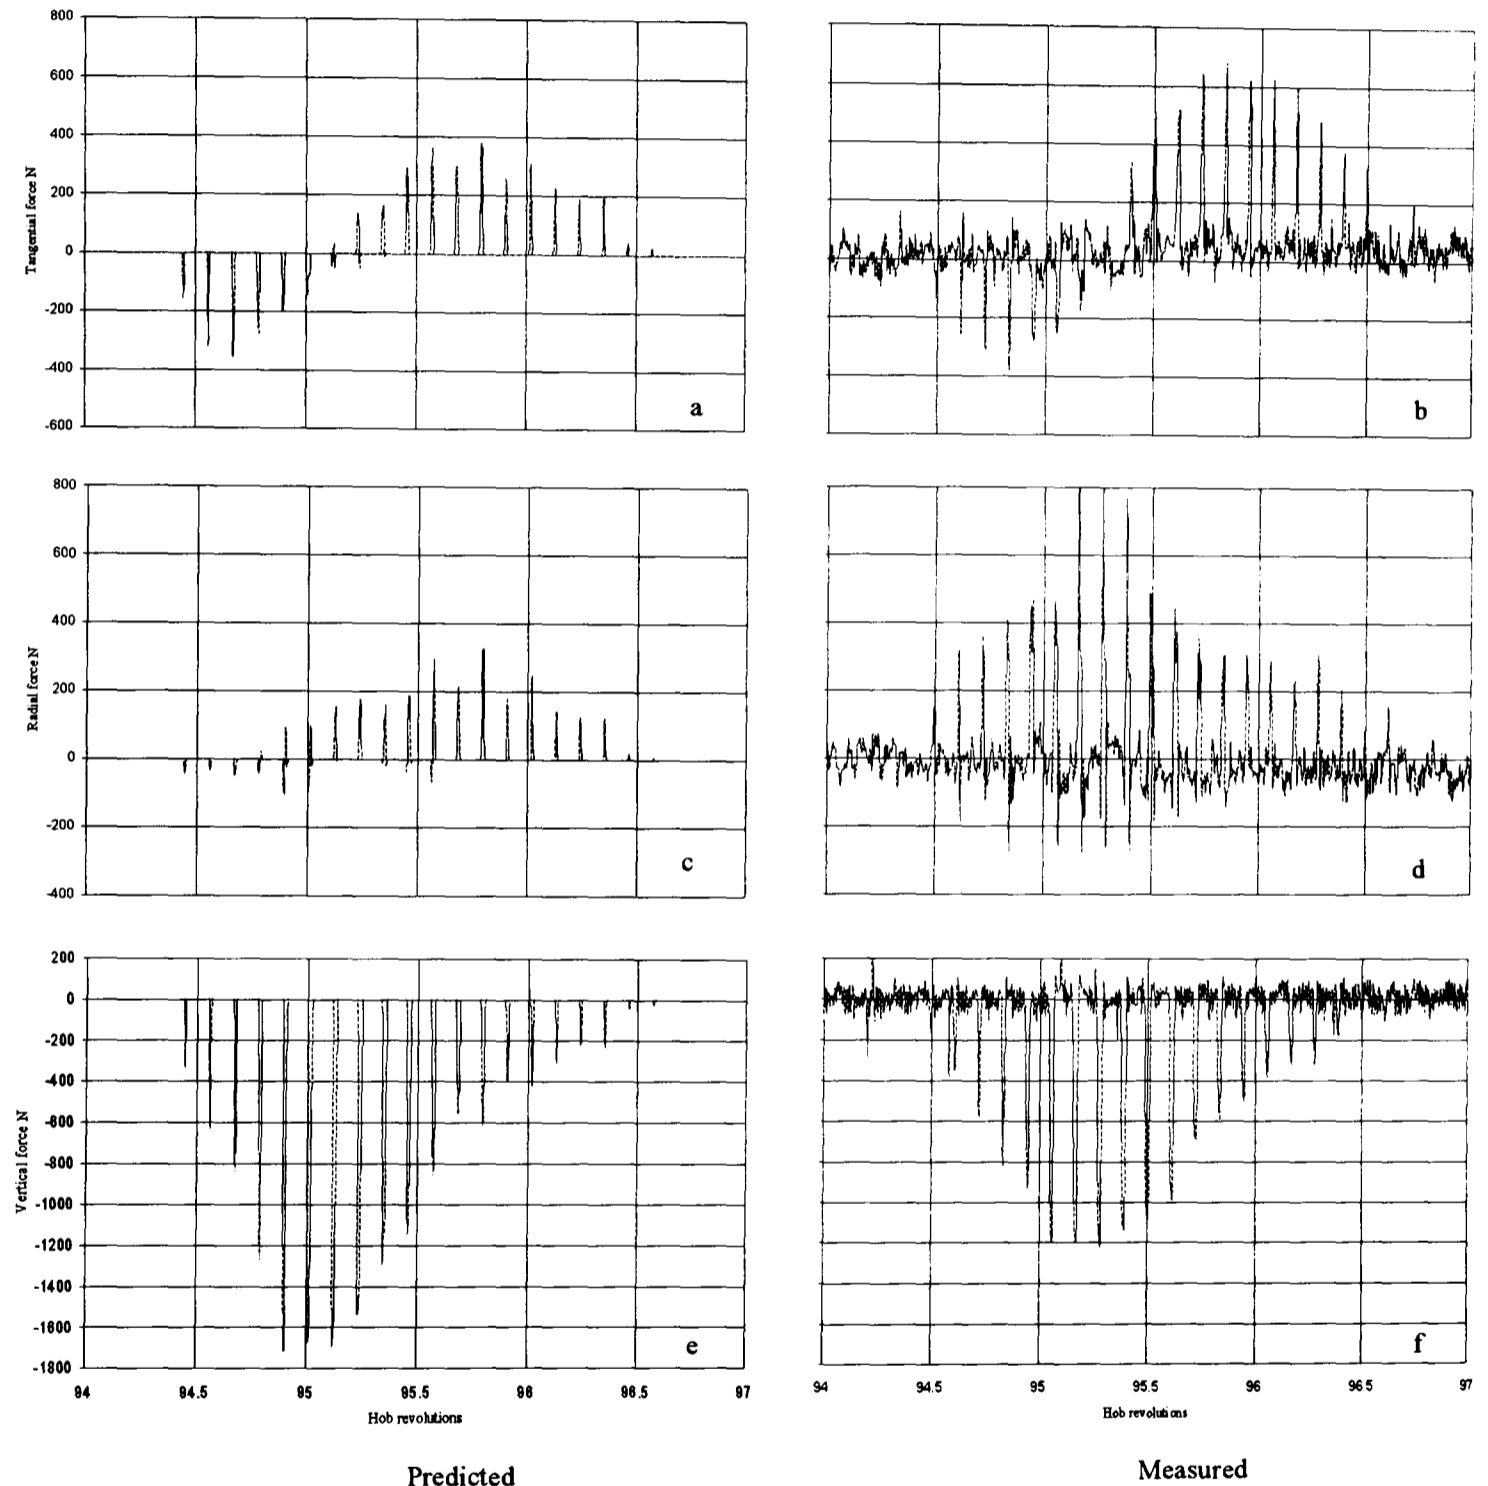 800
600
400
200
0
-200
-400
-600
Tangential force N
a
b
800
600
400
200
0
-200
-400
Radial force N
c
d
200
0
-200
-400
-600
-800
-1000
-1200
-1400
-1600
-1800
Vertical force N
e
f
94 94.5 95 95.5 96 96.5 97
94 94.5 95 95.5 96 96 5 97
Hob revolutions
Hob revolutions
Predicted
Measured